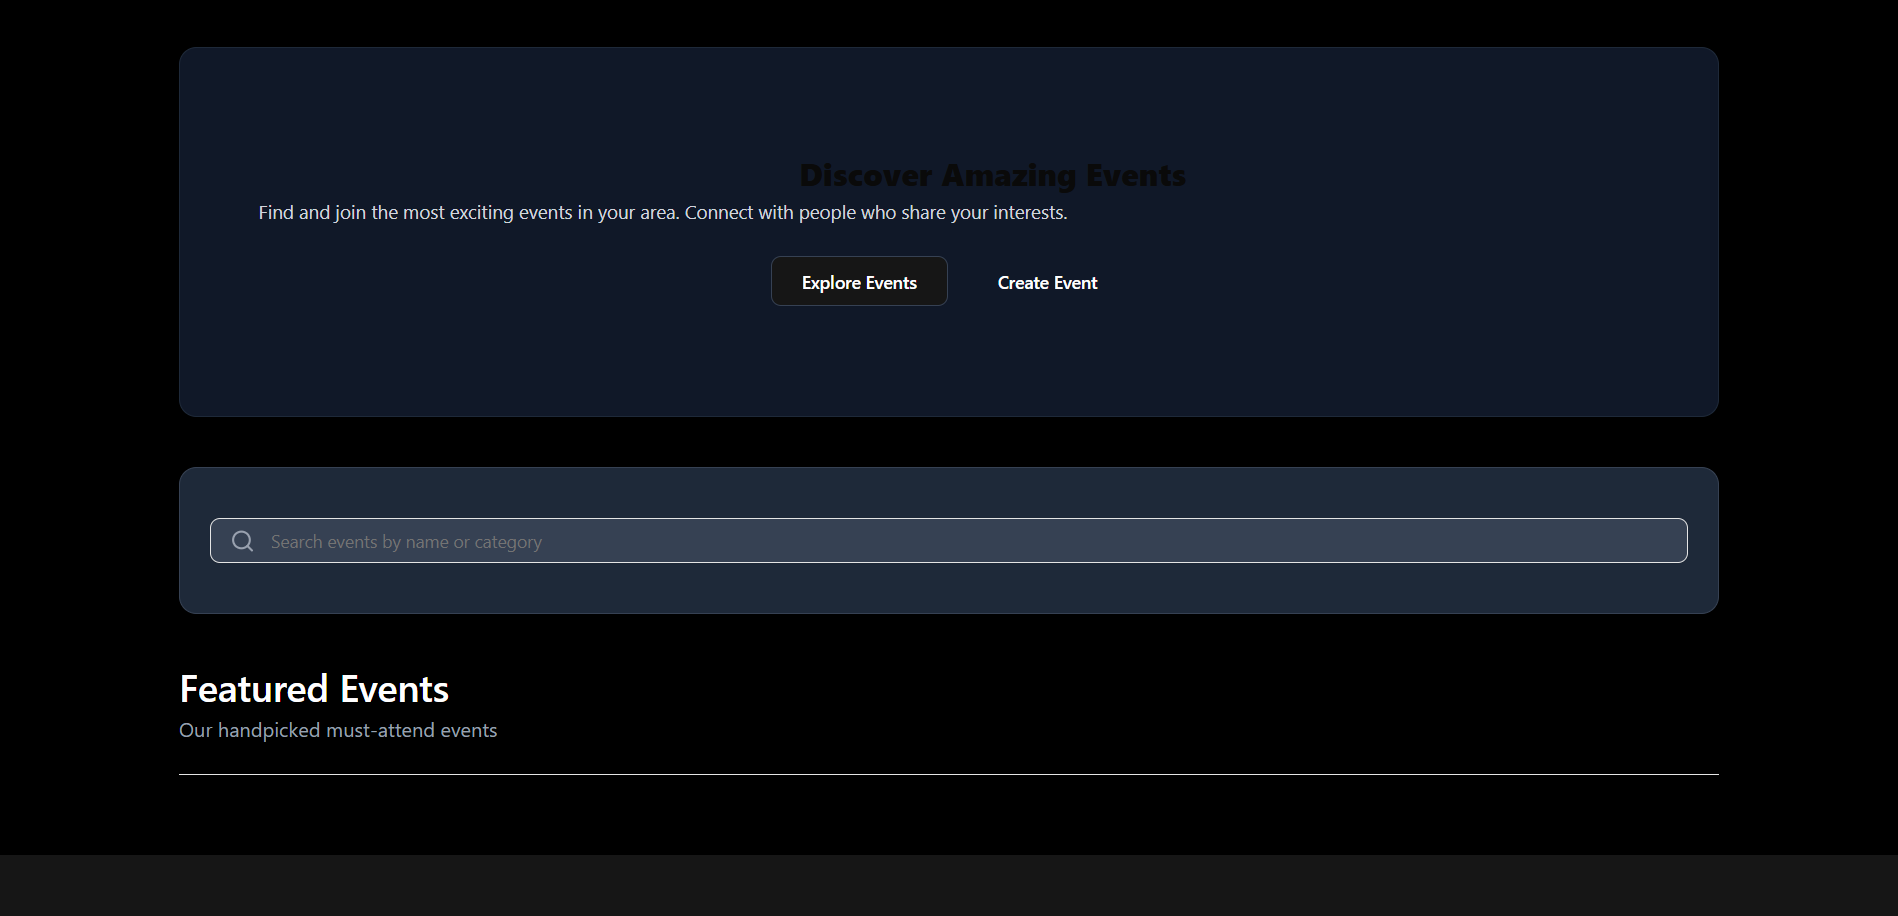 Discover Amazing Events
Find and join the most exciting events in your area. Connect with people who share your interests.
Explore Events
Create Event
Search events by name or category
Featured Events
Our handpicked must-attend events